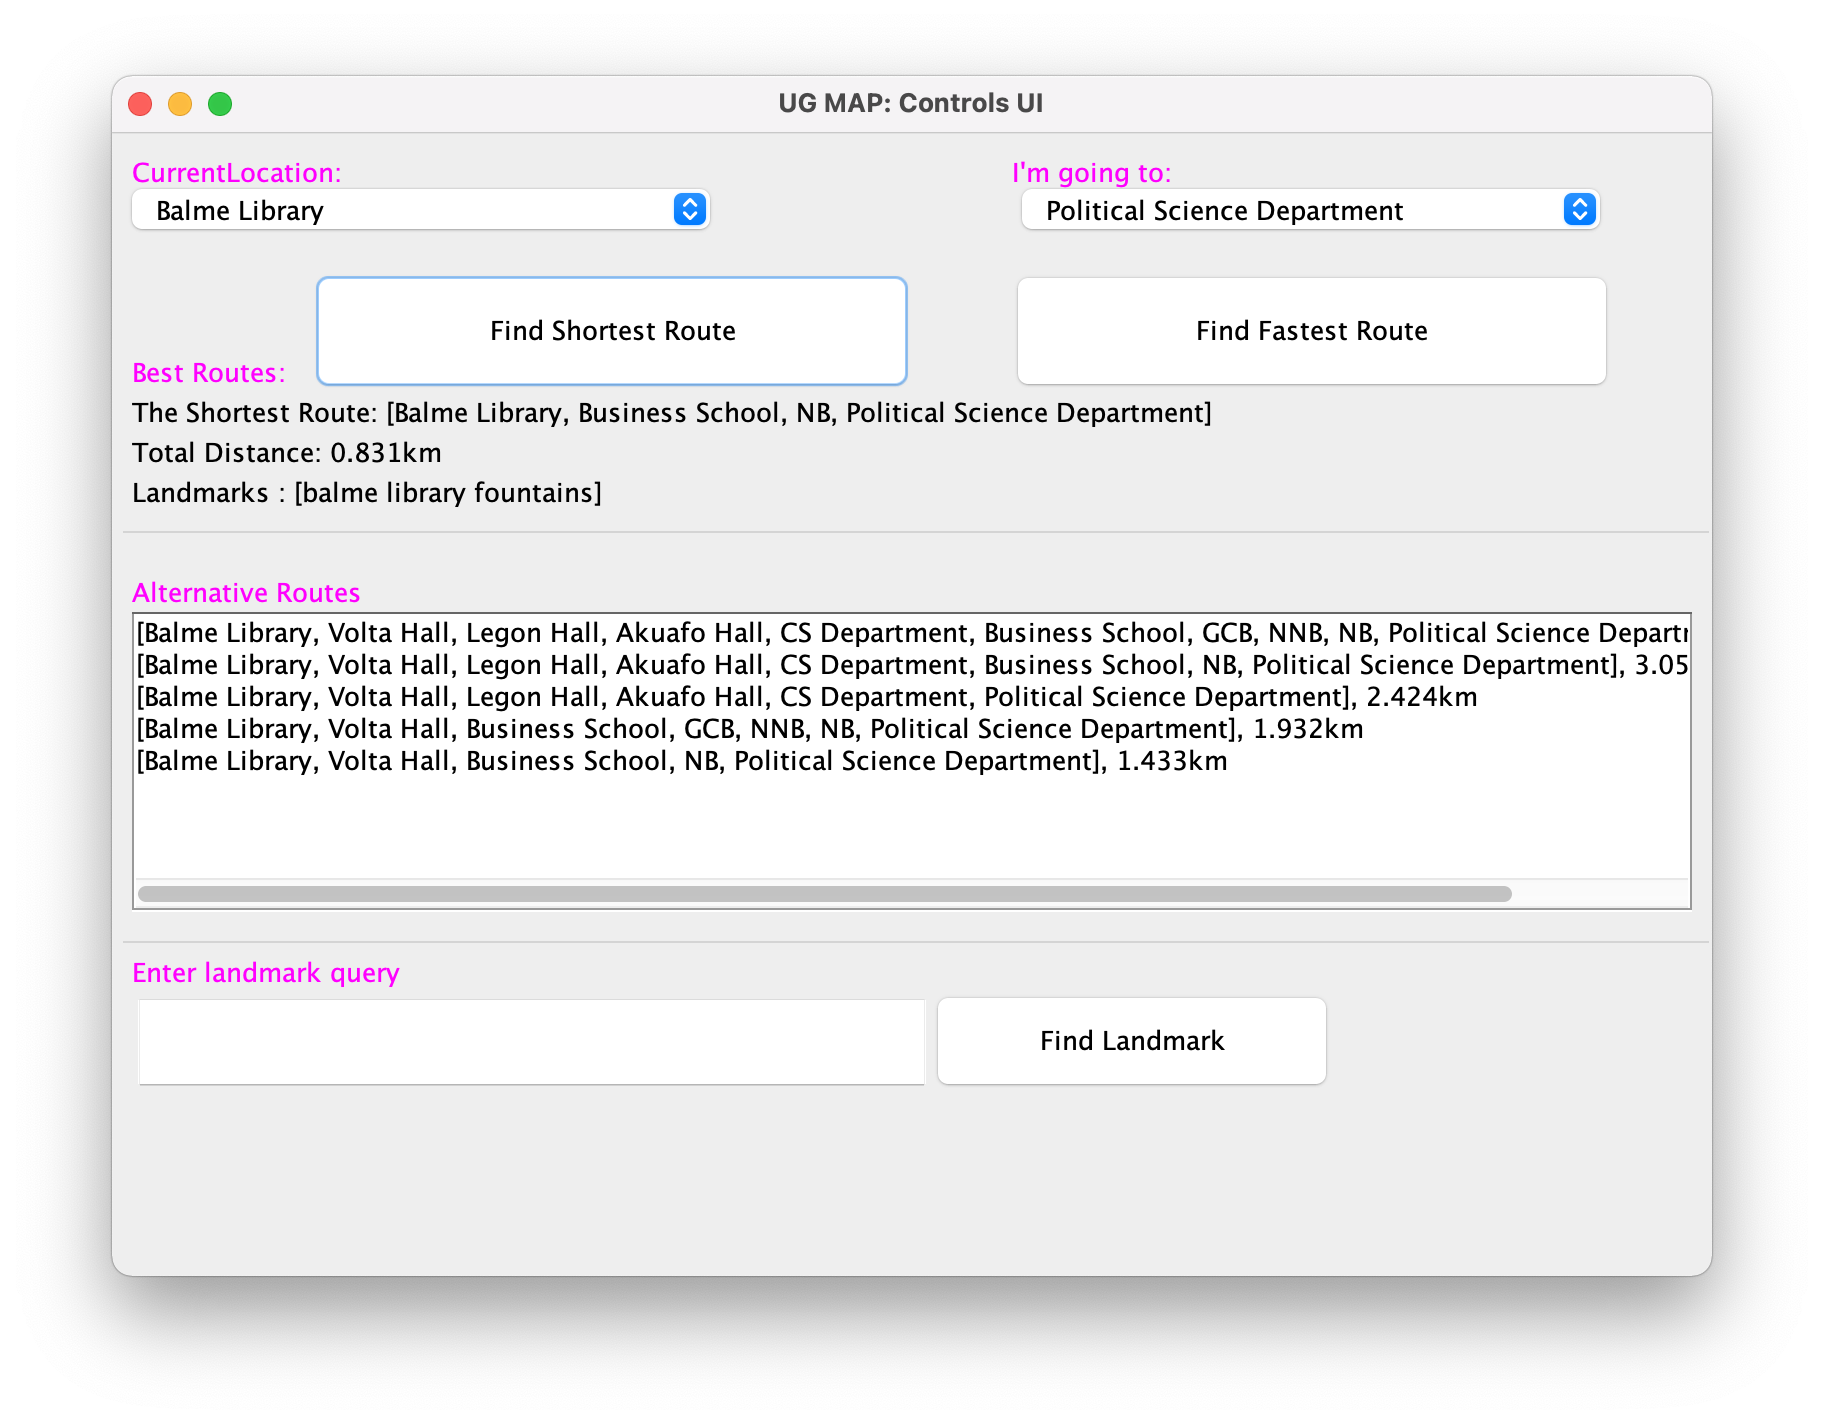 UG MAP: Controls UI
CurrentLocation:
I'm going to:
Balme Library
Political Science Department
Find Shortest Route
Find Fastest Route
Best Routes:
The Shortest Route: [Balme Library, Business School, NB, Political Science Department]
Total Distance: 0.831km
Landmarks : [balme library fountains]
Alternative Routes
[Balme Library, Volta Hall, Legon Hall, Akuafo Hall, CS Department, Business School, GCB, NNB, NB, Political Science
[Balme Library, Volta Hall, Legon Hall, Akuafo Hall, CS Department, Business School, NB, Political Science Department], 3.05
[Balme Library, Volta Hall, Legon Hall, Akuafo Hall, CS Department, Political Science Department], 2.424km
[Balme Library, Volta Hall, Business School, GCB, NNB, NB, Political Science Department], 1.932km
[Balme Library, Volta Hall, Business School, NB, Political Science Department], 1.433km
Enter landmark query
Find Landmark